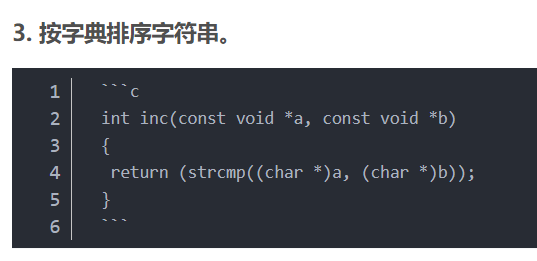 3. 按字典排序字符串。
1 ```c
2 int inc(const void *a, const void *b)
3 {
4  return (strcmp((char *)a, (char *)b));
5 }
6 ```